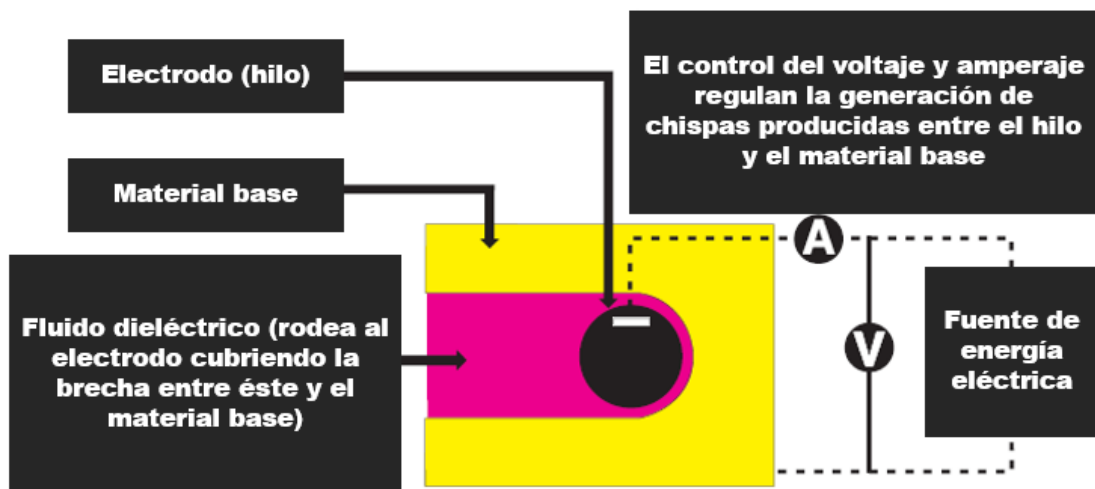 Electrodo (hilo)
El control del voltaje y amperaje
regulan la generación de
chispas producidas entre el hilo
y el material base
Material base
A
Fluido dieléctrico (rodea al
electrodo cubriendo la
brecha entre éste y el
material base)
V
Fuente de
energía
eléctrica